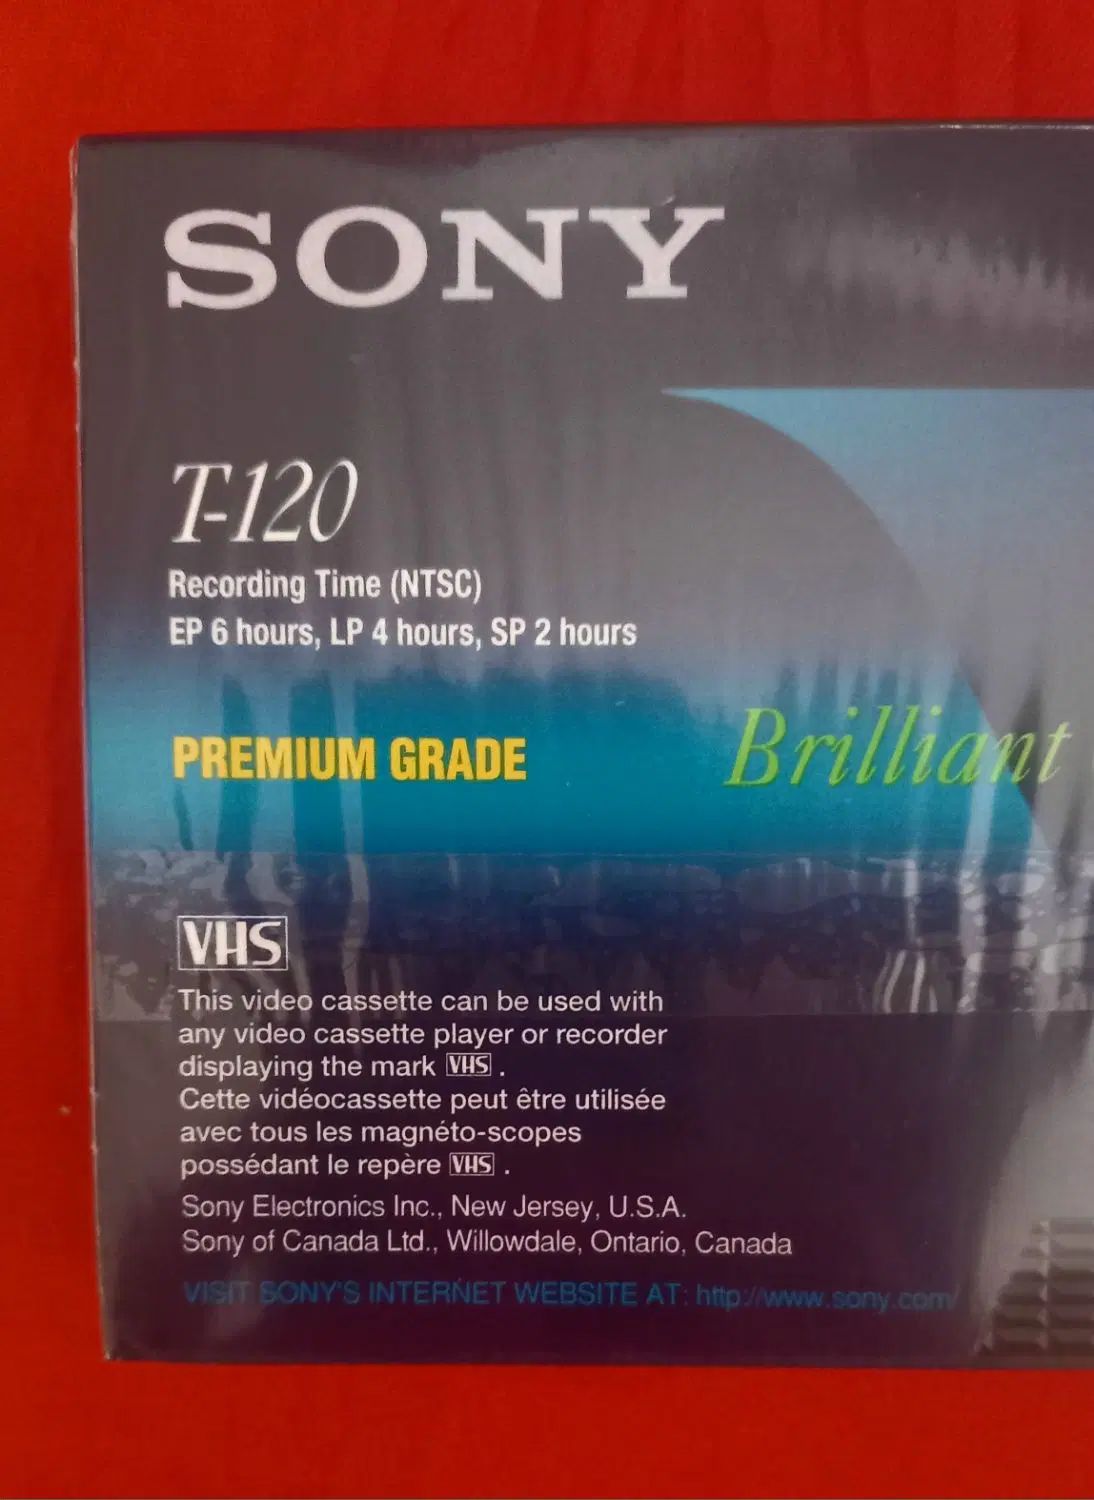 SONY
T-120
Recording Time (NTSC)
EP 6 hours, LP 4 hours, SP 2 hours
PREMIUM GRADE
Brilliant
VHS
This video cassette can be used with
any video cassette player or recorder
displaying the mark VHS .
Cette vidéocassette peut être utilisée
avec tous les magnéto-scopes
possédant le repère VHS .
Sony Electronics Inc., New Jersey, U.S.A.
Sony of Canada Ltd., Willowdale, Ontario, Canada
VISIT SONY'S INTERNET WEBSITE AT: http://www.sony.com/